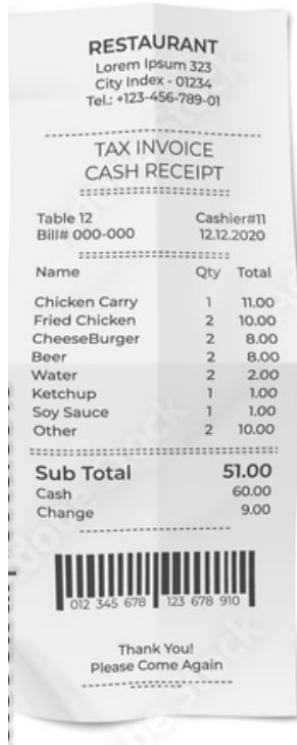 RESTAURANT
Lorem Ipsum 323
City Index - 01234
Tel.: +123-456-789-01
TAX INVOICE
CASH RECEIPT
Table 12 Cashier#11
Bill# 000-000 12.12.2020
Name Qty Total
Chicken Carry 1 11.00
Fried Chicken 2 10.00
CheeseBurger 2 8.00
Beer 2 8.00
Water 2 2.00
Ketchup 1 1.00
Soy Sauce 1 1.00
Other 2 10.00
Sub Total 51.00
Cash 60.00
Change 9.00
012 345 678 123 678 910
Thank You!
Please Come Again